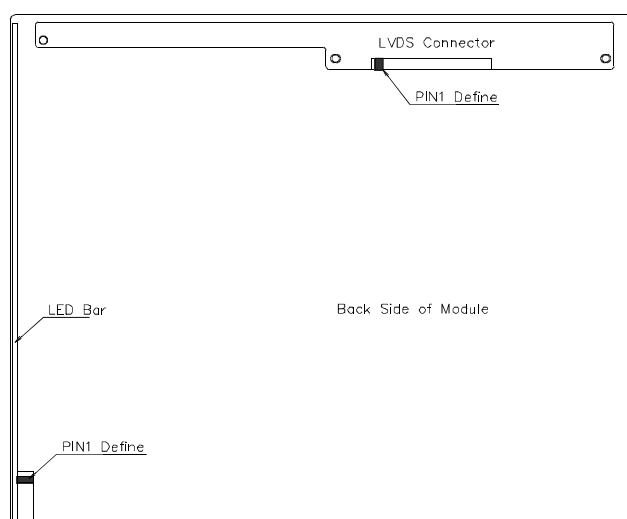 LVDS Connector
PIN1 Define
LED Bar
Back Side of Module
PIN1 Define